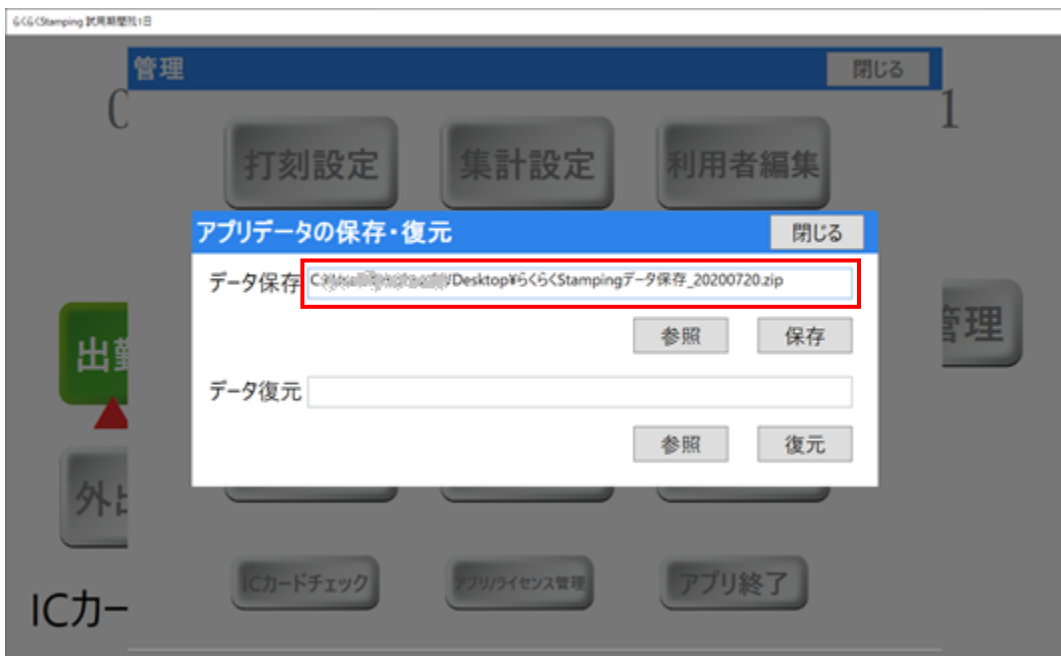 らくらくStamping 試用期間残1日
管理 閉じる
0 1
打刻設定 集計設定 利用者編集
アプリデータの保存・復元 閉じる
データ保存 C:¥ /Desktop¥らくらくStampingデータ保存_20200720.zip
参照 保存
出勤 管理
データ復元
参照 復元
外出
ICカードチェック アプリ/ライセンス管理 アプリ終了
ICカー